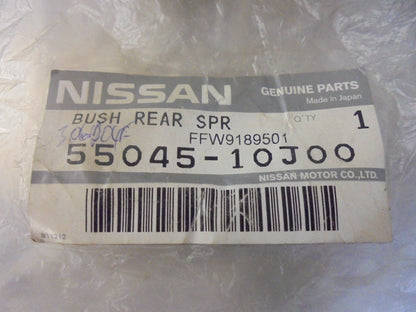 NISSAN
GENUINE PARTS
Made in Japan
BUSH REAR SPR
Q'TY 1
FFW9189501
55045-10J00
NISSAN MOTOR CO.,LTD.